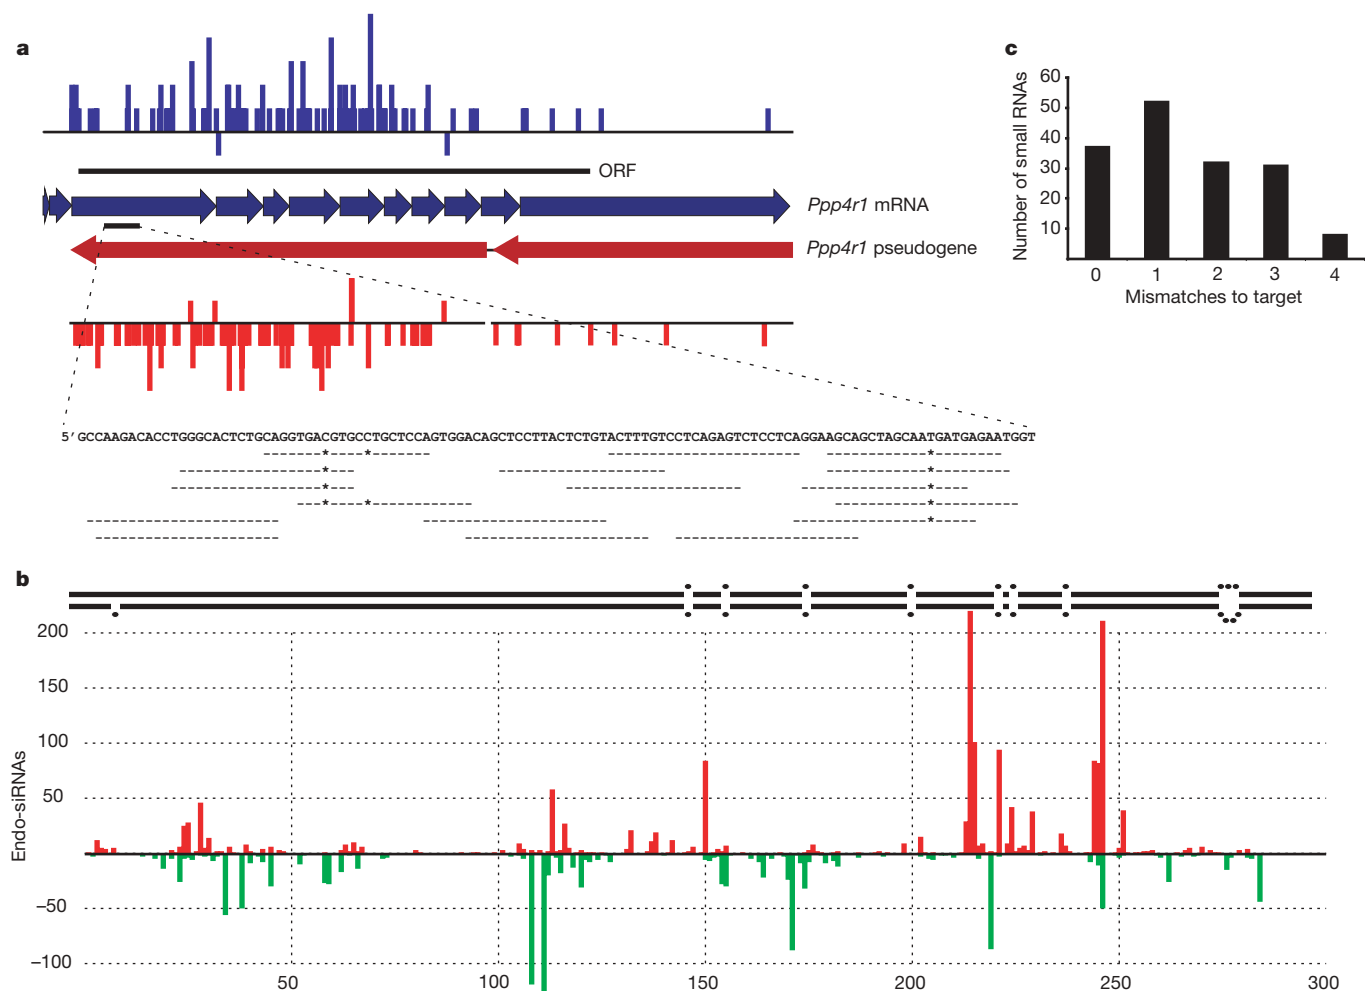 a
ORF
Ppp4r1 mRNA
Ppp4r1 pseudogene
5′GCCAAGACACCTGGGCACTCTGCAGGTGACGTGCCTGCTCCAGTGGACAGCTCCTTACTCTGTACTTTGTCCTCAGAGTCTCCTCAGGAAGCAGCTAGCAATGATGAGAATGGT
c
Number of small RNAs
60
50
40
30
20
10
0 1 2 3 4
Mismatches to target
b
Endo-siRNAs
200
150
100
50
−50
−100
50 100 150 200 250 300